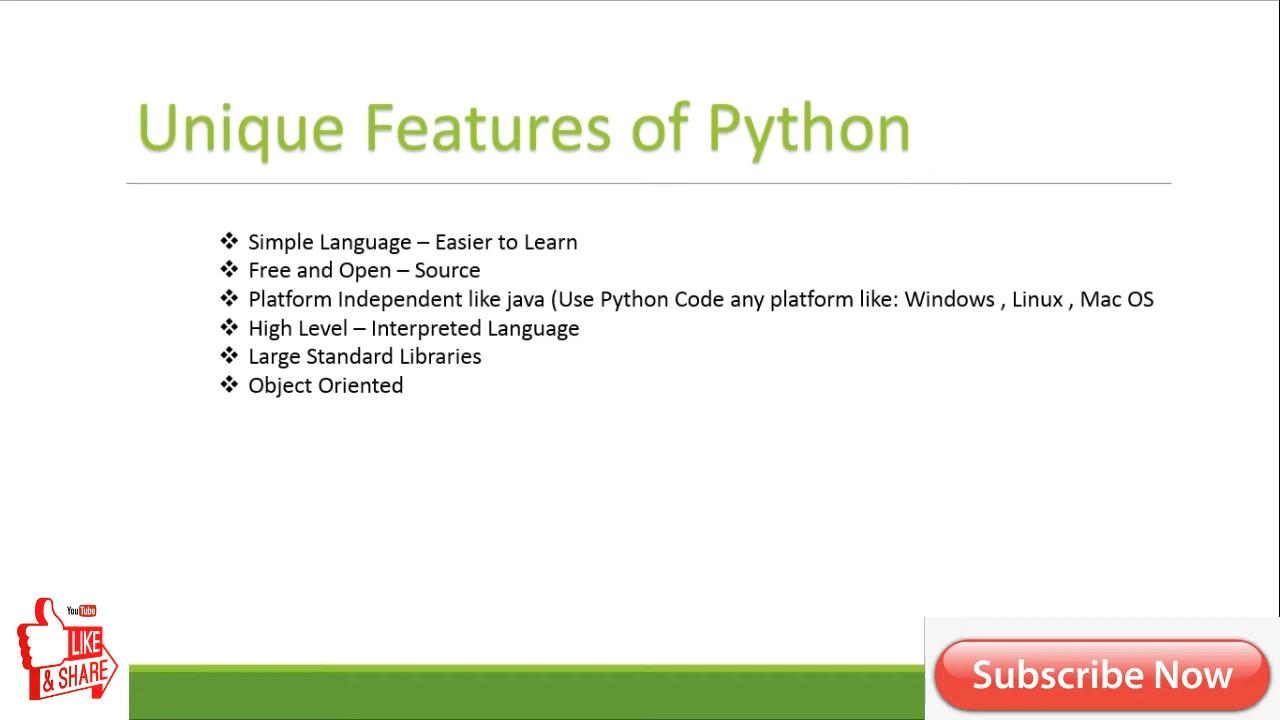 Unique Features of Python
❖ Simple Language – Easier to Learn
❖ Free and Open – Source
❖ Platform Independent like java (Use Python Code any platform like: Windows , Linux , Mac OS
❖ High Level – Interpreted Language
❖ Large Standard Libraries
❖ Object Oriented
YouTube
LIKE
& SHARE
Subscribe Now